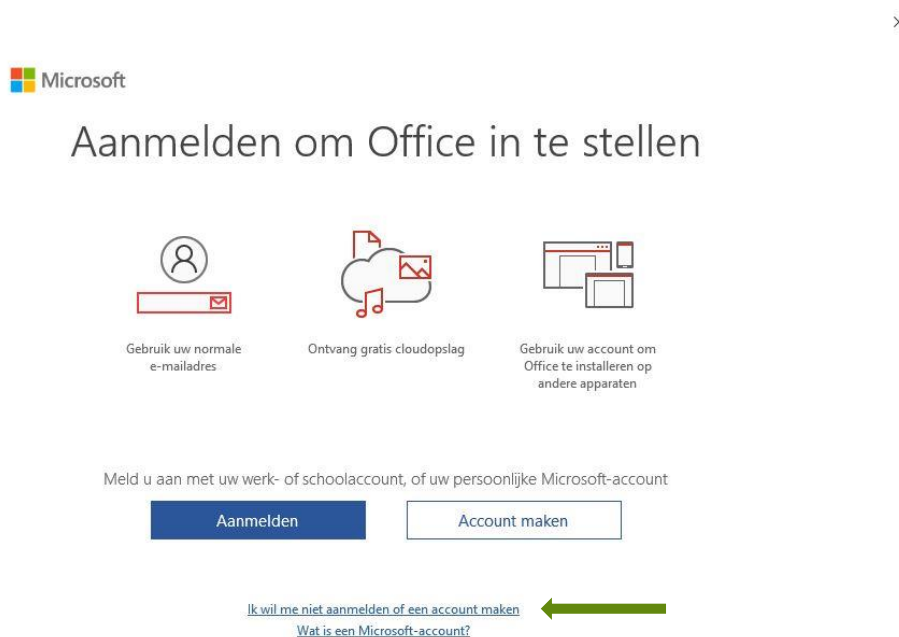 Microsoft
Aanmelden om Office in te stellen
Gebruik uw normale
e-mailadres
Ontvang gratis cloudopslag
Gebruik uw account om
Office te installeren op
andere apparaten
Meld u aan met uw werk- of schoolaccount, of uw persoonlijke Microsoft-account
Aanmelden
Account maken
Ik wil me niet aanmelden of een account maken
Wat is een Microsoft-account?